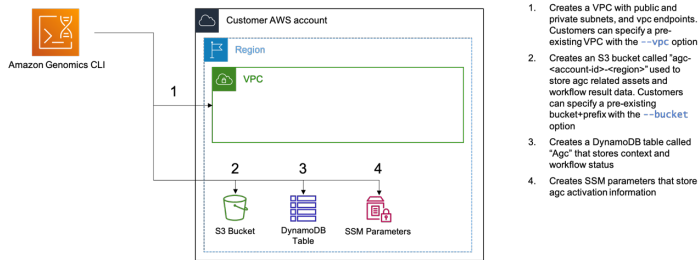 Amazon Genomics CLI
Customer AWS account
Region
VPC
1
2
3
4
S3 Bucket
DynamoDB
Table
SSM Parameters
1. Creates a VPC with public and
private subnets, and vpc endpoints.
Customers can specify a pre-
existing VPC with the --vpc option
2. Creates an S3 bucket called "agc-
<account-id>-<region>" used to
store agc related assets and
workflow result data. Customers
can specify a pre-existing
bucket+prefix with the --bucket
option
3. Creates a DynamoDB table called
"Agc" that stores context and
workflow status
4. Creates SSM parameters that store
agc activation information